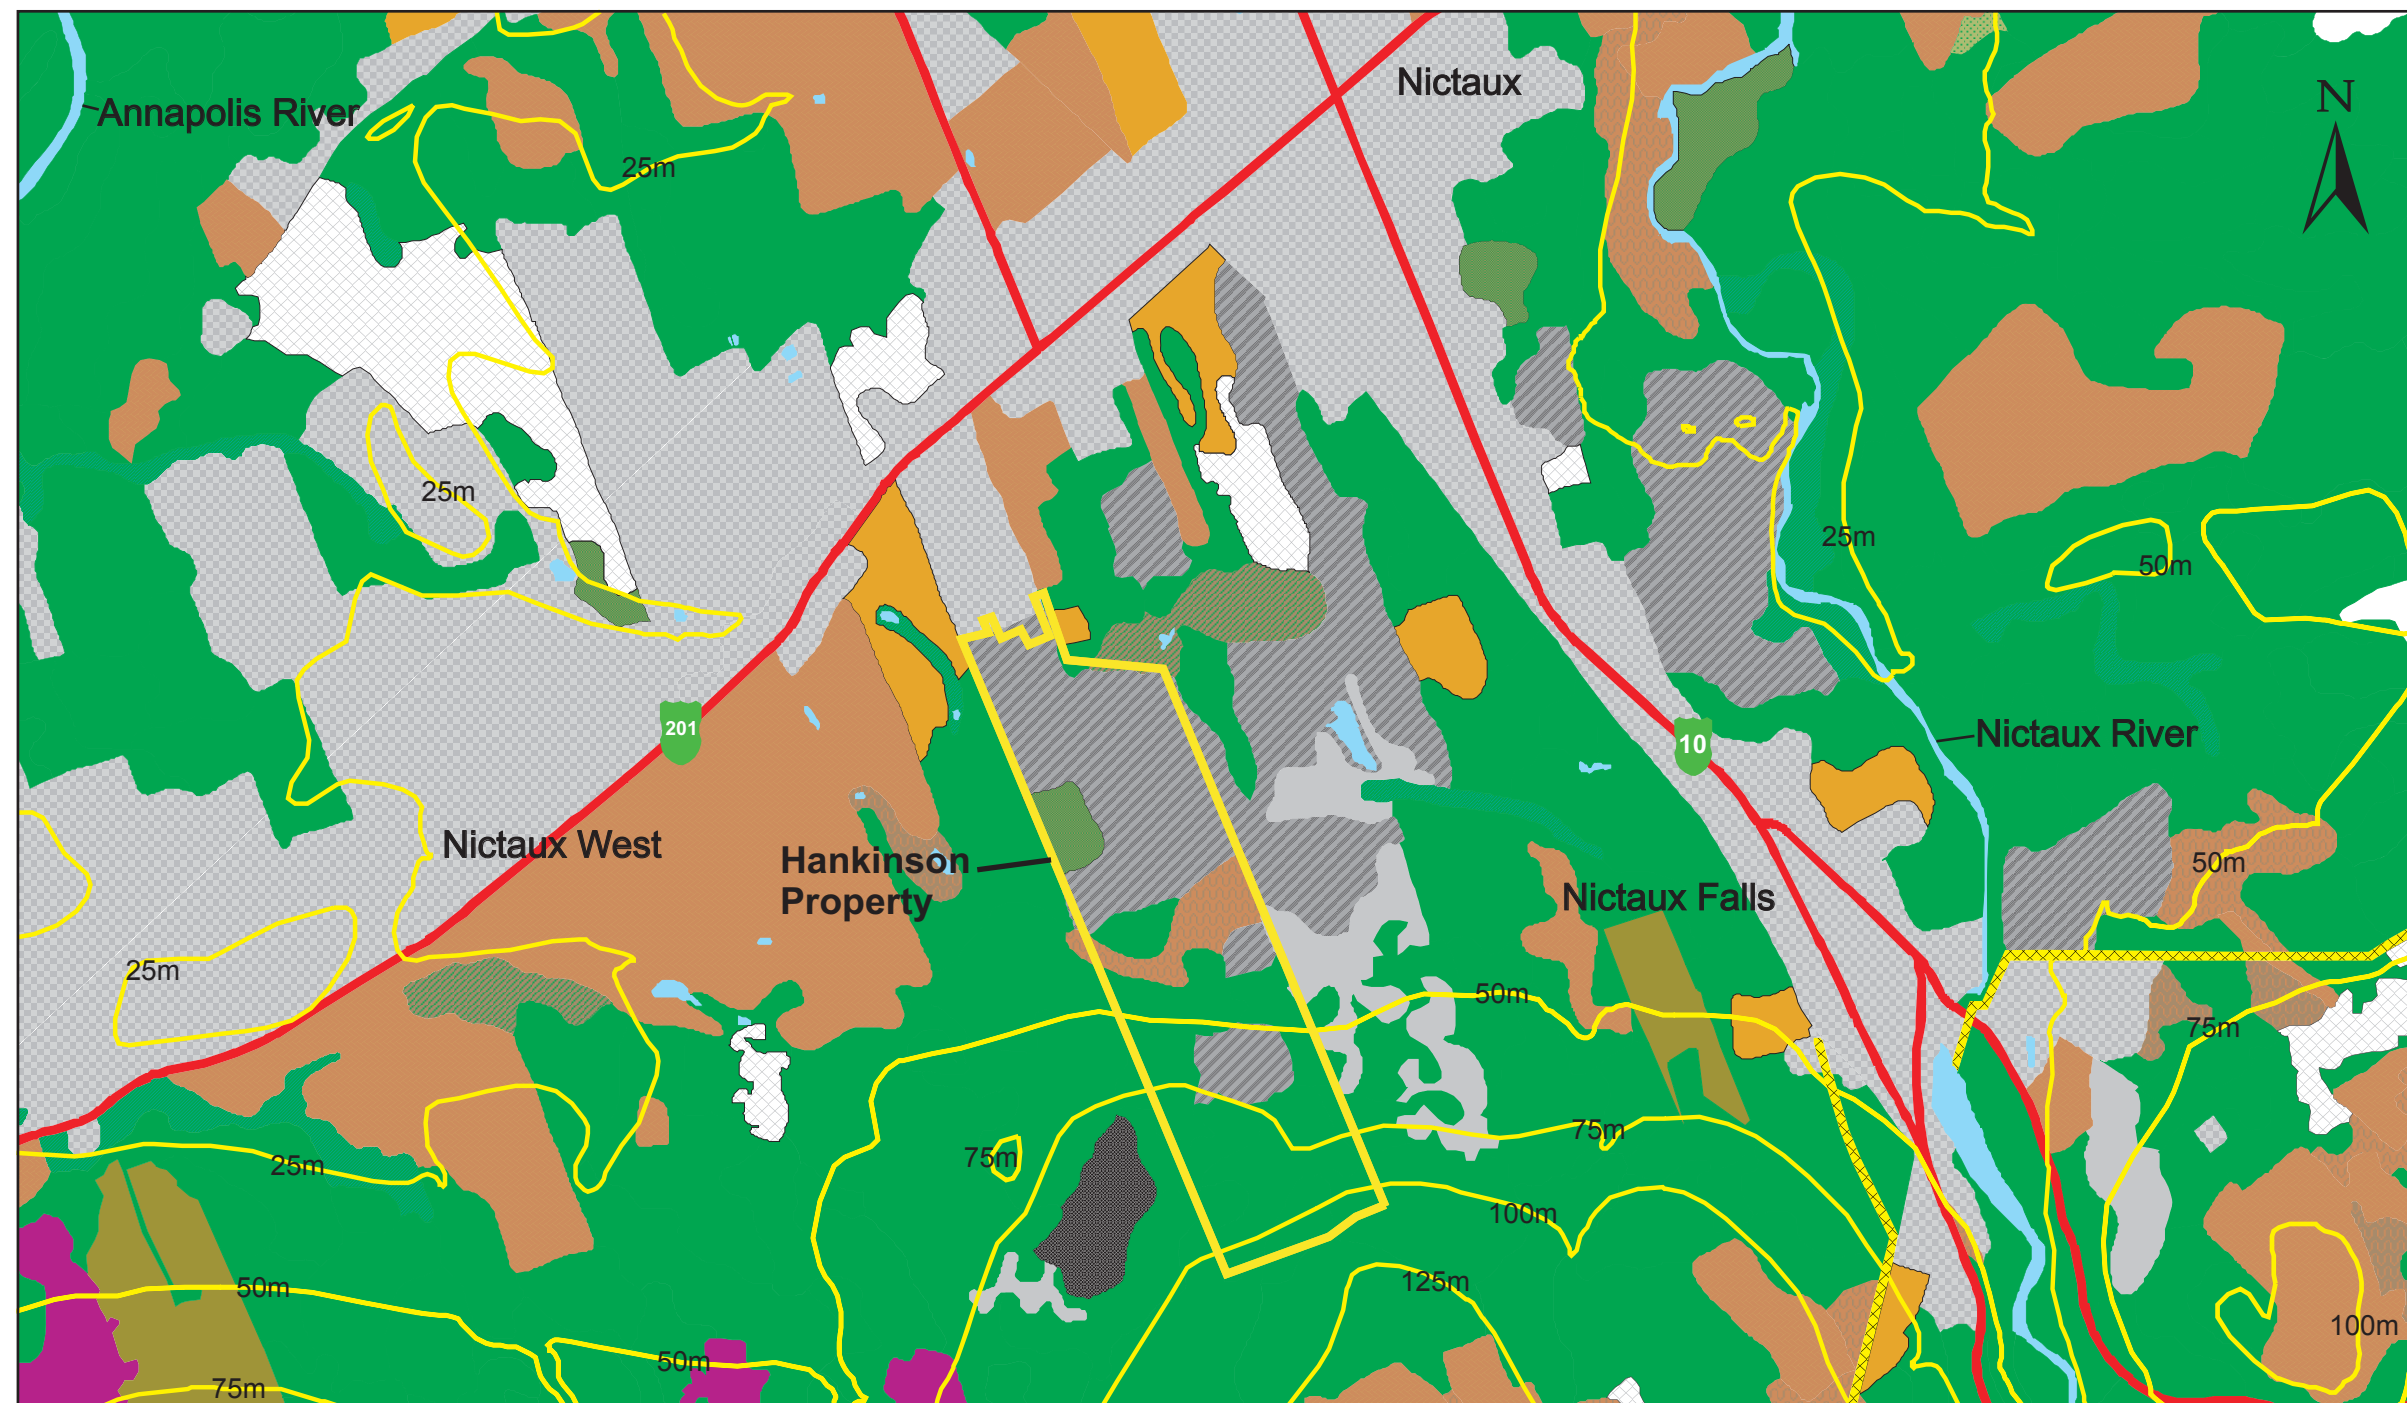 Nictaux
N
Annapolis River
25m
25m
25m
50m
201
10
Nictaux River
Nictaux West
Hankinson
Property
50m
Nictaux Falls
25m
50m
75m
75m
75m
25m
100m
50m
125m
100m
50m
75m